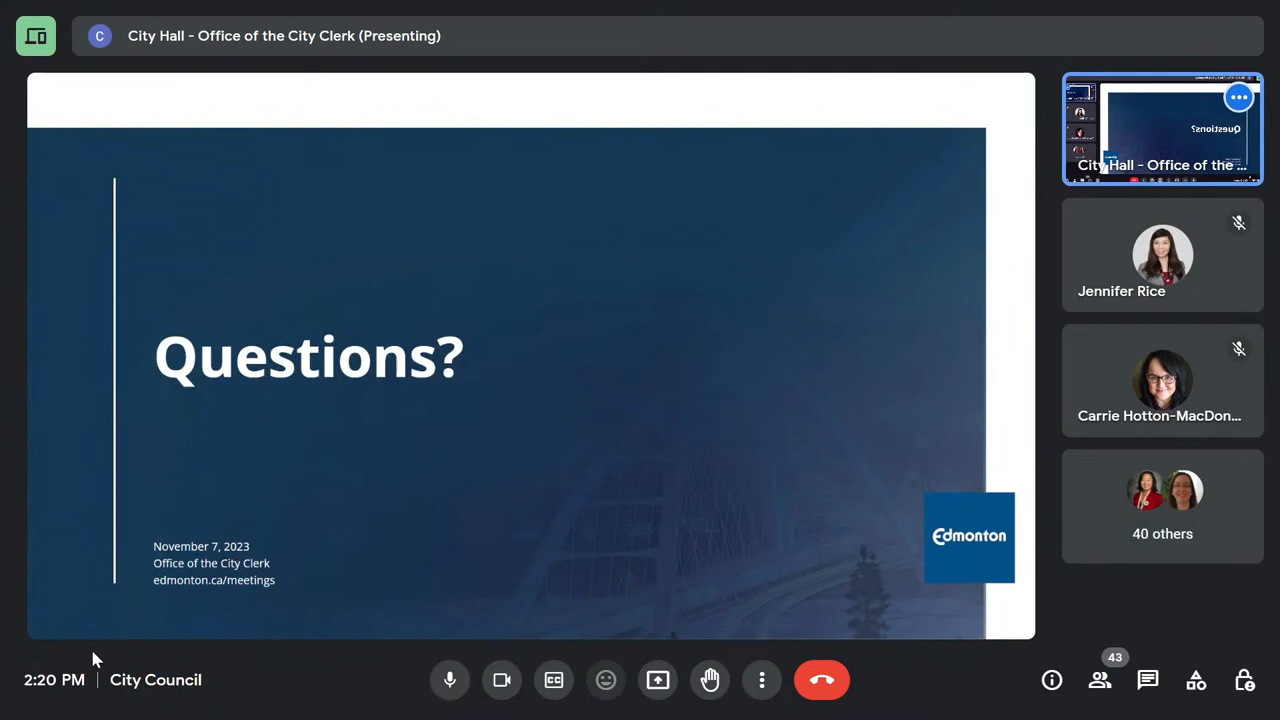 C
City Hall - Office of the City Clerk (Presenting)
Questions?
November 7, 2023
Office of the City Clerk
edmonton.ca/meetings
Edmonton
Questions?
City Hall - Office of the ...
Jennifer Rice
Carrie Hotton-MacDon...
40 others
2:20 PM
City Council
CC
43